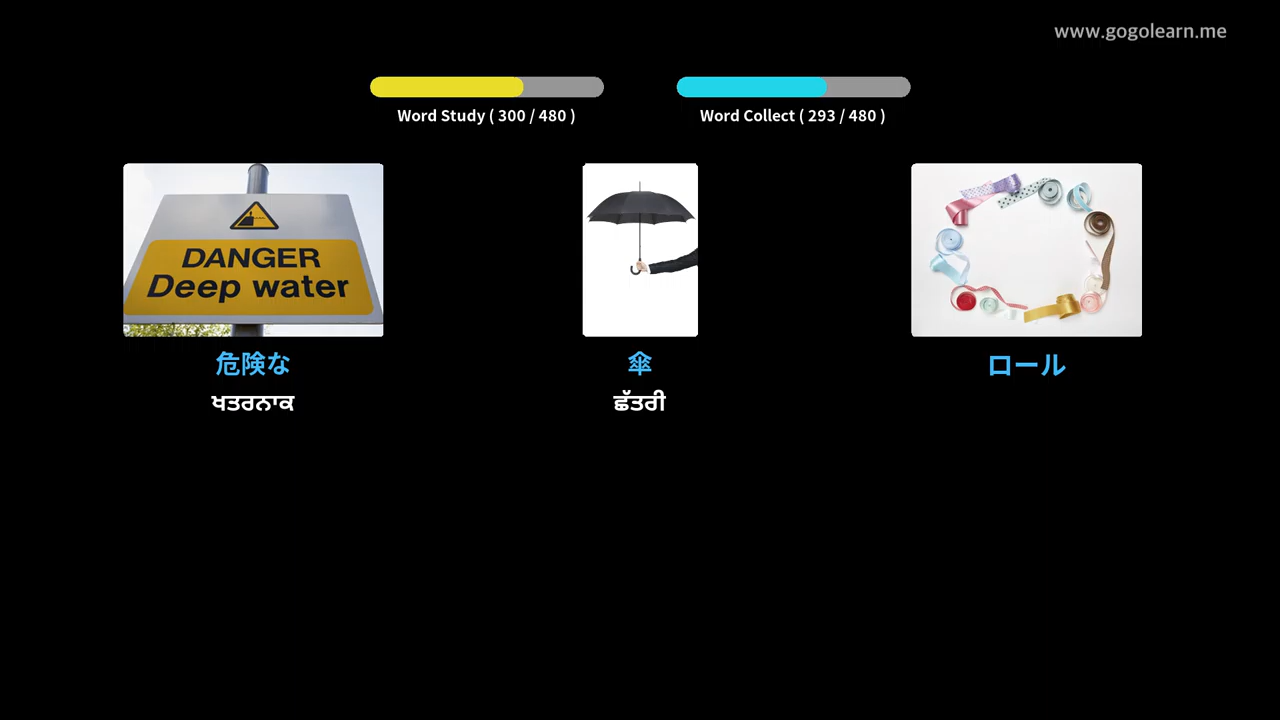 www.gogolearn.me
Word Study ( 300 / 480 )
Word Collect ( 293 / 480 )
DANGER
Deep water
危険な
傘
ロール
ਖਤਰਨਾਕ
ਛੱਤਰੀ